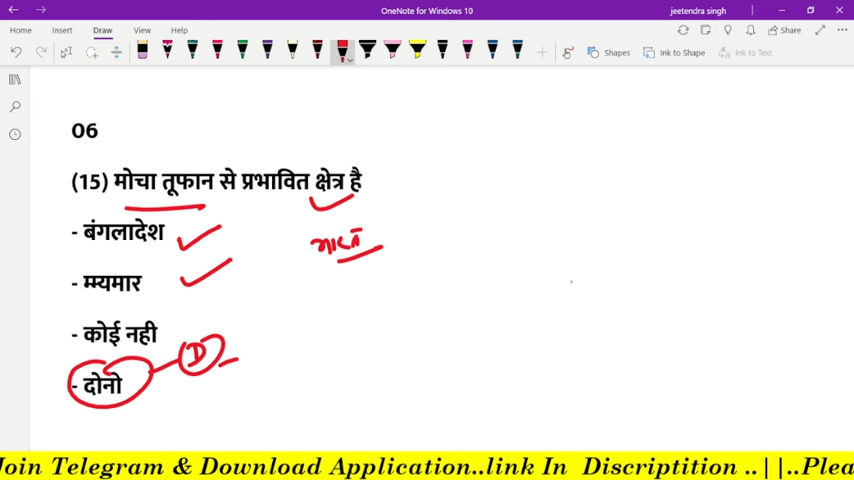 OneNote for Windows 10
jeetendra singh
Home Insert Draw View Help
Share
Shapes Ink to Shape Ink to Text
06
(15) मोचा तूफान से प्रभावित क्षेत्र है
- बंगलादेश
भारत
- म्म्यमार
- कोई नही
D
- दोनो
Join Telegram & Download Application..link In Discriptition ..||..Plea